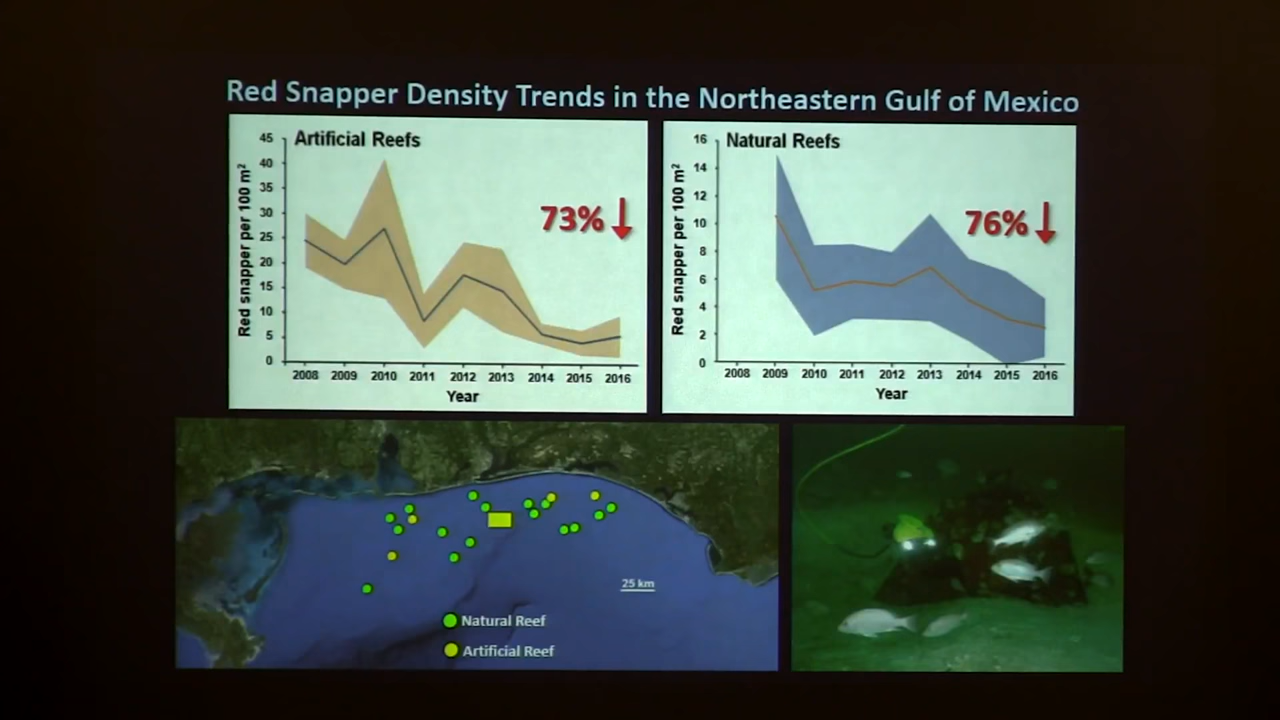 Red Snapper Density Trends in the Northeastern Gulf of Mexico
Artificial Reefs
Red snapper per 100 m²
45
40
35
30
25
20
15
10
5
0
73%
2008 2009 2010 2011 2012 2013 2014 2015 2016
Year
Natural Reefs
Red snapper per 100 m²
16
14
12
10
8
6
4
2
0
76%
2008 2009 2010 2011 2012 2013 2014 2015 2016
Year
25 km
Natural Reef
Artificial Reef